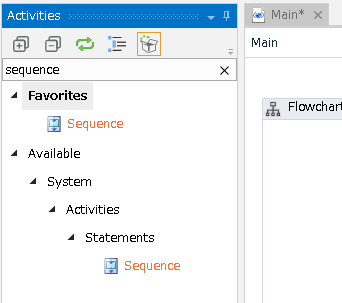 Activities
sequence
Favorites
Sequence
Available
System
Activities
Statements
Sequence
Main*
Main
Flowchart